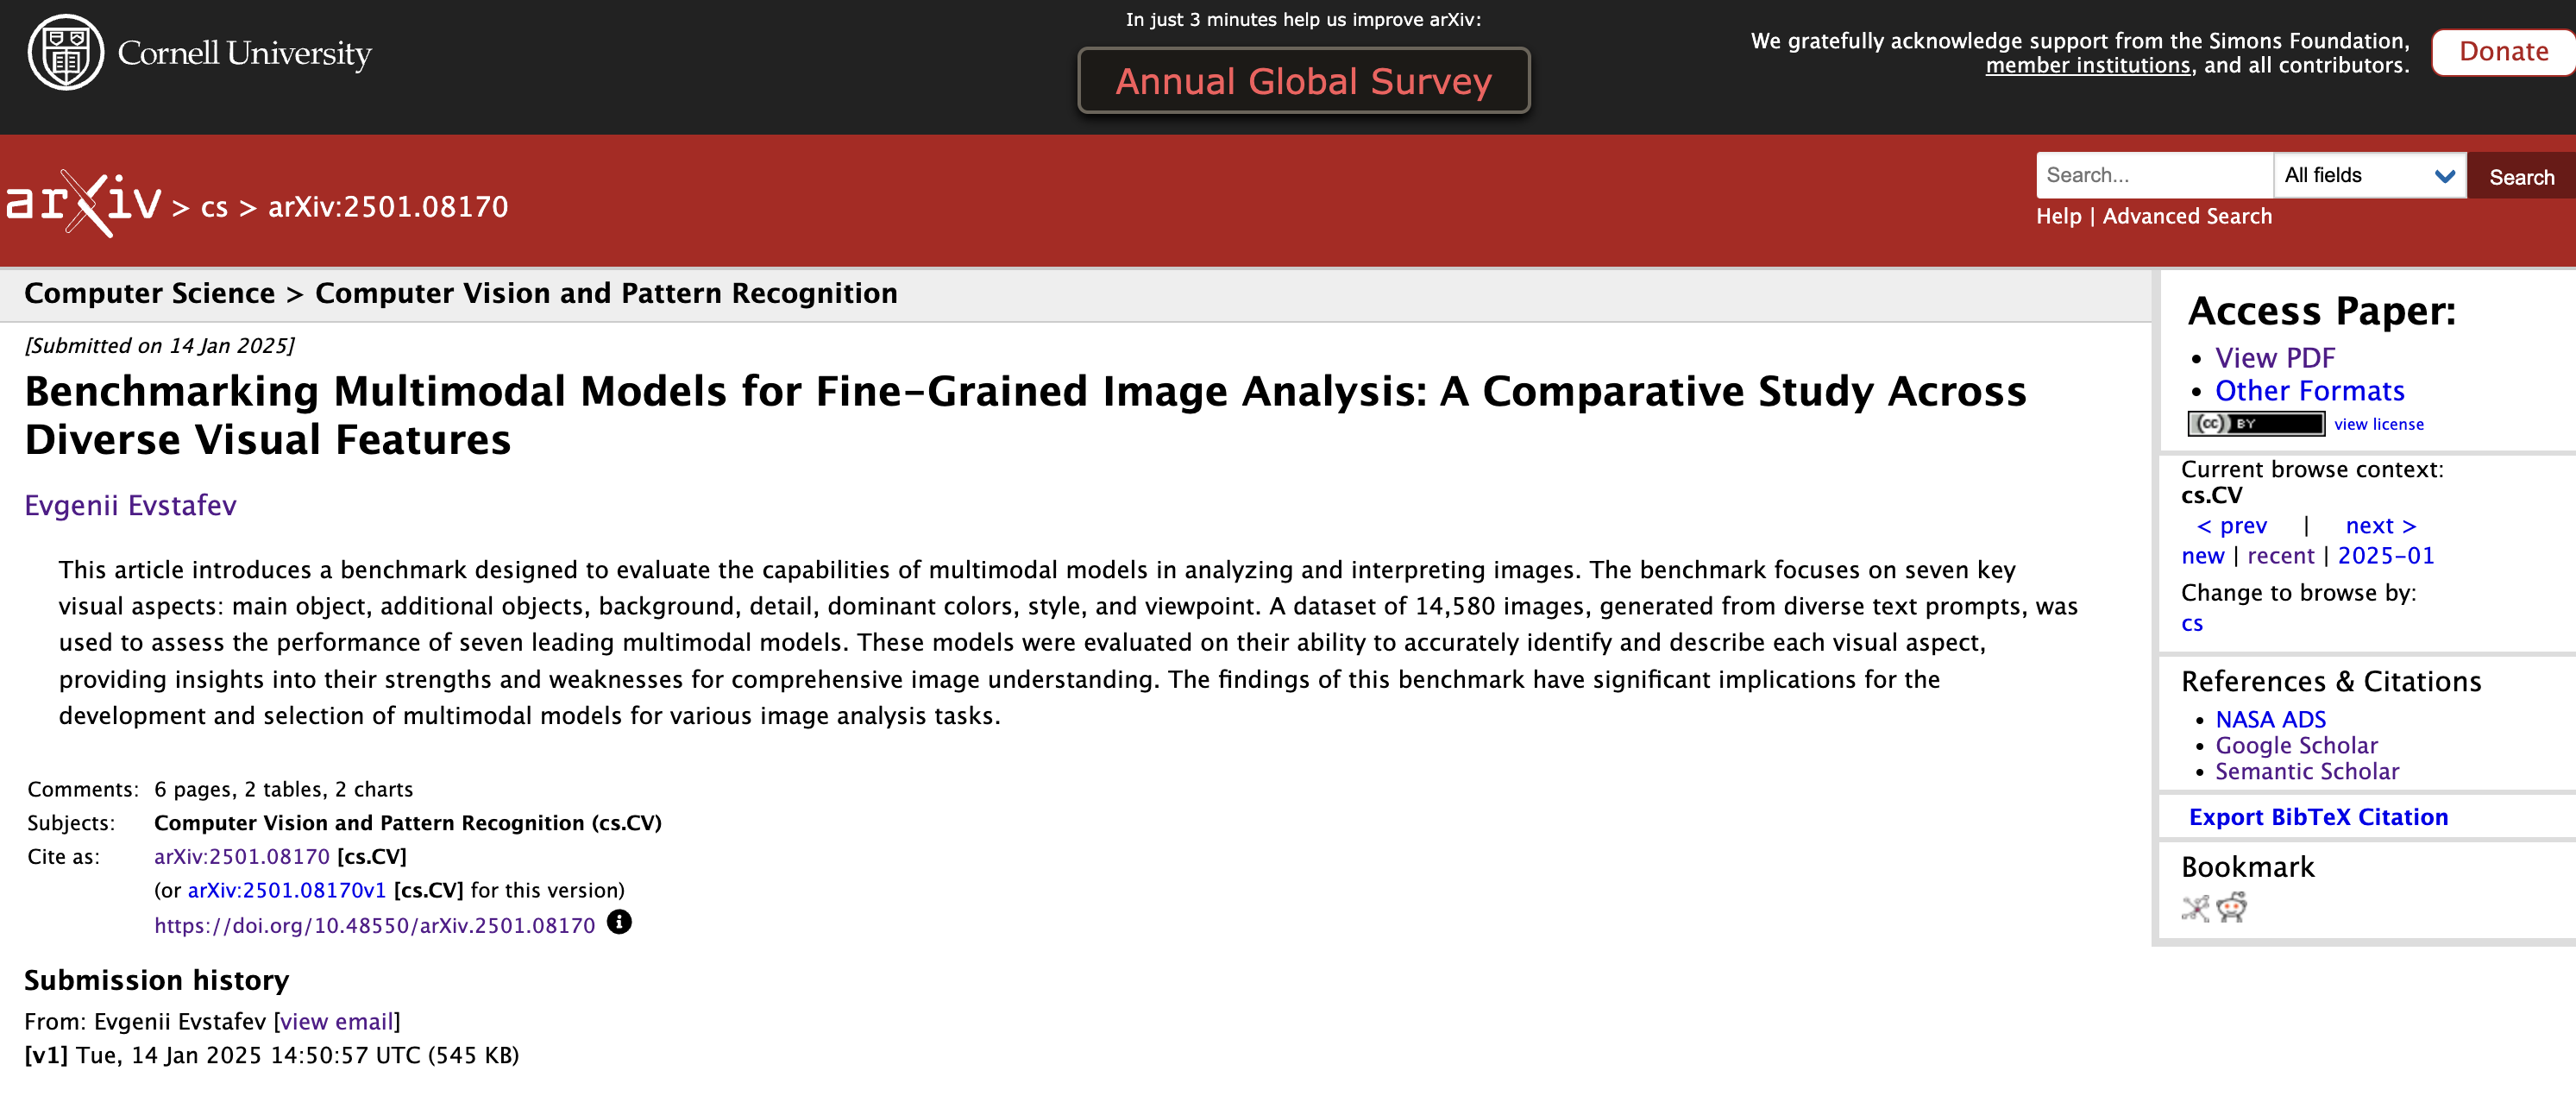 Cornell University
In just 3 minutes help us improve arXiv:
Annual Global Survey
We gratefully acknowledge support from the Simons Foundation,
member institutions, and all contributors.
Donate
arXiv > cs > arXiv:2501.08170
Search...
All fields
Search
Help | Advanced Search
Computer Science > Computer Vision and Pattern Recognition
[Submitted on 14 Jan 2025]
Benchmarking Multimodal Models for Fine-Grained Image Analysis: A Comparative Study Across
Diverse Visual Features
Evgenii Evstafev
This article introduces a benchmark designed to evaluate the capabilities of multimodal models in analyzing and interpreting images. The benchmark focuses on seven key
visual aspects: main object, additional objects, background, detail, dominant colors, style, and viewpoint. A dataset of 14,580 images, generated from diverse text prompts, was
used to assess the performance of seven leading multimodal models. These models were evaluated on their ability to accurately identify and describe each visual aspect,
providing insights into their strengths and weaknesses for comprehensive image understanding. The findings of this benchmark have significant implications for the
development and selection of multimodal models for various image analysis tasks.
Comments: 6 pages, 2 tables, 2 charts
Subjects: Computer Vision and Pattern Recognition (cs.CV)
Cite as: arXiv:2501.08170 [cs.CV]
(or arXiv:2501.08170v1 [cs.CV] for this version)
https://doi.org/10.48550/arXiv.2501.08170
Submission history
From: Evgenii Evstafev [view email]
[v1] Tue, 14 Jan 2025 14:50:57 UTC (545 KB)
Access Paper:
View PDF
Other Formats
(cc) BY view license
Current browse context:
cs.CV
< prev | next >
new | recent | 2025-01
Change to browse by:
cs
References & Citations
NASA ADS
Google Scholar
Semantic Scholar
Export BibTeX Citation
Bookmark